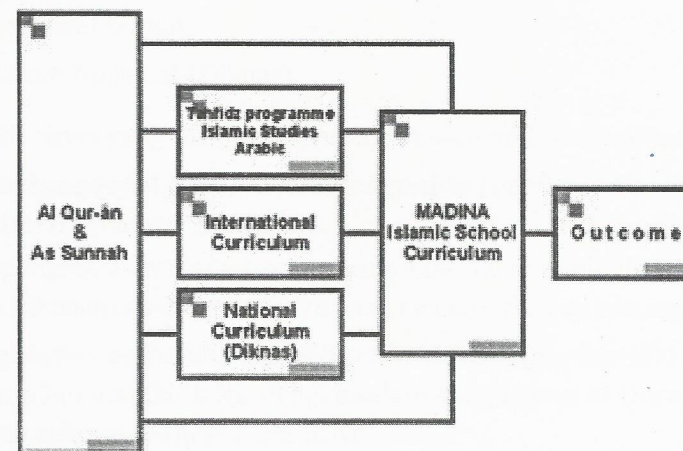 Al Qur-an
&
As Sunnah
Tahfidz programme
Islamic Studies
Arabic
International
Curriculum
National
Curriculum
(Diknas)
MADINA
Islamic School
Curriculum
Outcome